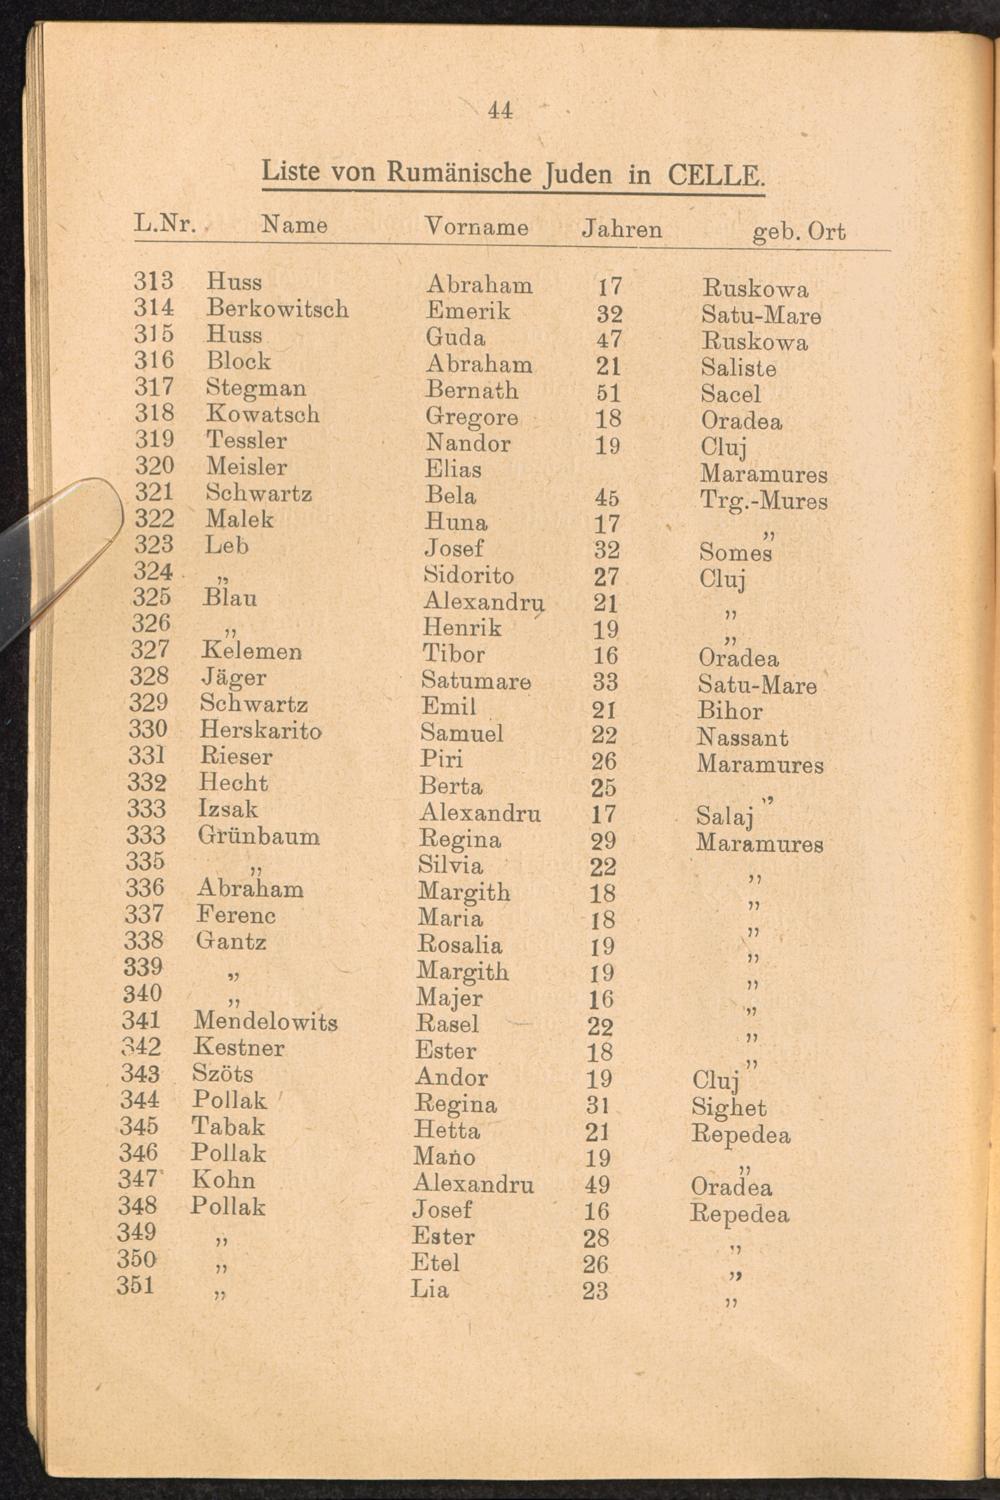 44
Liste von Rumänische Juden in CELLE.
L.Nr. Name Vorname Jahren geb. Ort
313 Huss Abraham 17 Ruskowa
314 Berkowitsch Emerik 32 Satu-Mare
315 Huss Guda 47 Ruskowa
316 Block Abraham 21 Saliste
317 Stegman Bernath 51 Sacel
318 Kowatsch Gregore 18 Oradea
319 Tessler Nandor 19 Cluj
320 Meisler Elias Maramures
321 Schwartz Bela 45 Trg.-Mures
322 Malek Huna 17 „
323 Leb Josef 32 Somes
324 „ Sidorito 27 Cluj
325 Blau Alexandru 21 „
326 „ Henrik 19 „
327 Kelemen Tibor 16 Oradea
328 Jäger Satumare 33 Satu-Mare
329 Schwartz Emil 21 Bihor
330 Herskarito Samuel 22 Nassant
331 Rieser Piri 26 Maramures
332 Hecht Berta 25 „
333 Izsak Alexandru 17 Salaj
333 Grünbaum Regina 29 Maramures
335 „ Silvia 22 „
336 Abraham Margith 18 „
337 Ferenc Maria 18 „
338 Gantz Rosalia 19 „
339 „ Margith 19 „
340 „ Majer 16 „
341 Mendelowits Rasel 22 „
342 Kestner Ester 18 „
343 Szöts Andor 19 Cluj
344 Pollak Regina 31 Sighet
345 Tabak Hetta 21 Repedea
346 Pollak Mano 19 „
347 Kohn Alexandru 49 Oradea
348 Pollak Josef 16 Repedea
349 „ Ester 28 „
350 „ Etel 26 „
351 „ Lia 23 „